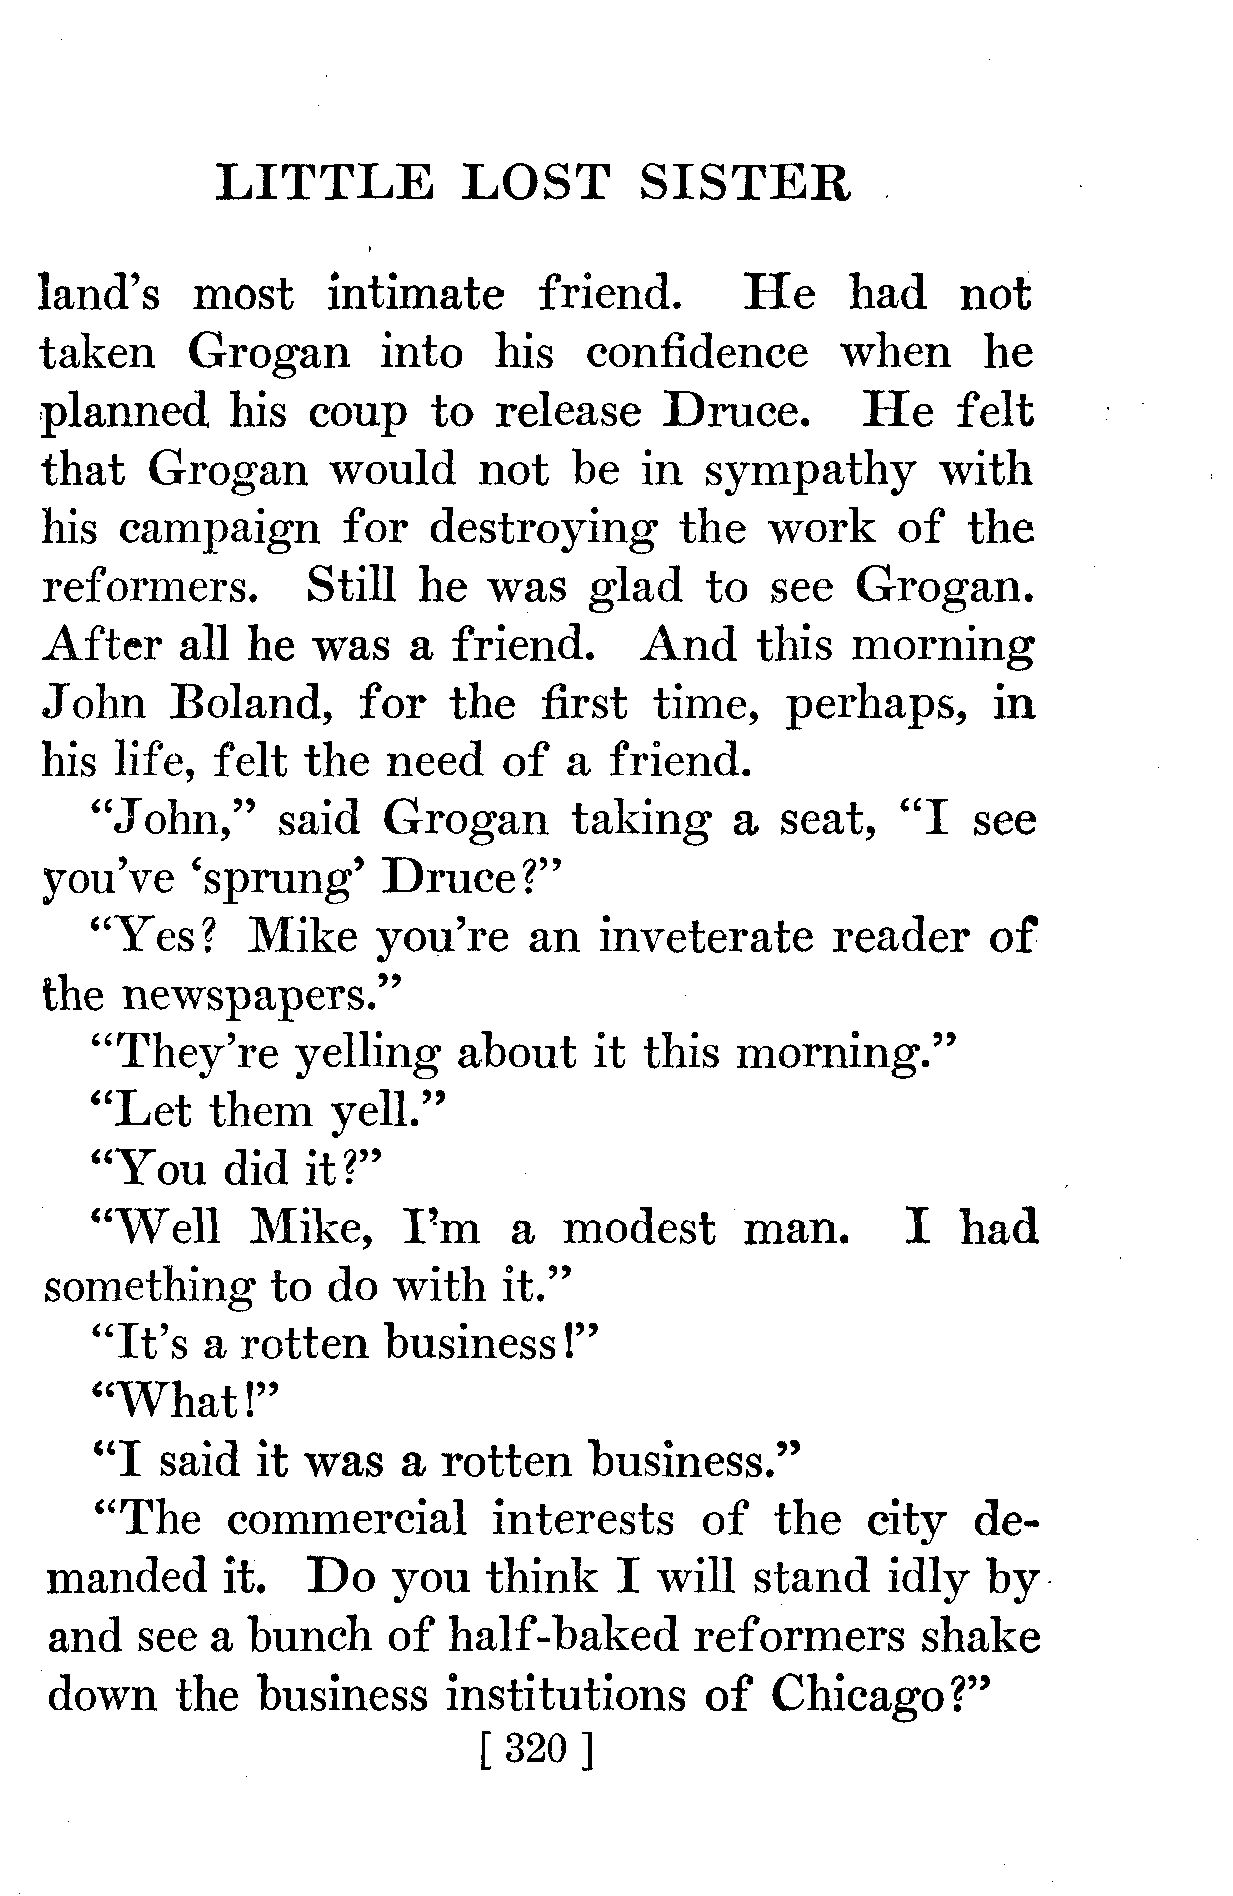 LITTLE LOST SISTER
land's most intimate friend. He had not
taken Grogan into his confidence when he
planned his coup to release Druce. He felt
that Grogan would not be in sympathy with
his campaign for destroying the work of the
reformers. Still he was glad to see Grogan.
After all he was a friend. And this morning
John Boland, for the first time, perhaps, in
his life, felt the need of a friend.
“John,” said Grogan taking a seat, “I see
you've ‘sprung’ Druce?”
“Yes? Mike you're an inveterate reader of
the newspapers.”
“They're yelling about it this morning.”
“Let them yell.”
“You did it?”
“Well Mike, I'm a modest man. I had
something to do with it.”
“It's a rotten business!”
“What!”
“I said it was a rotten business.”
“The commercial interests of the city de-
manded it. Do you think I will stand idly by
and see a bunch of half-baked reformers shake
down the business institutions of Chicago?”
[ 320 ]